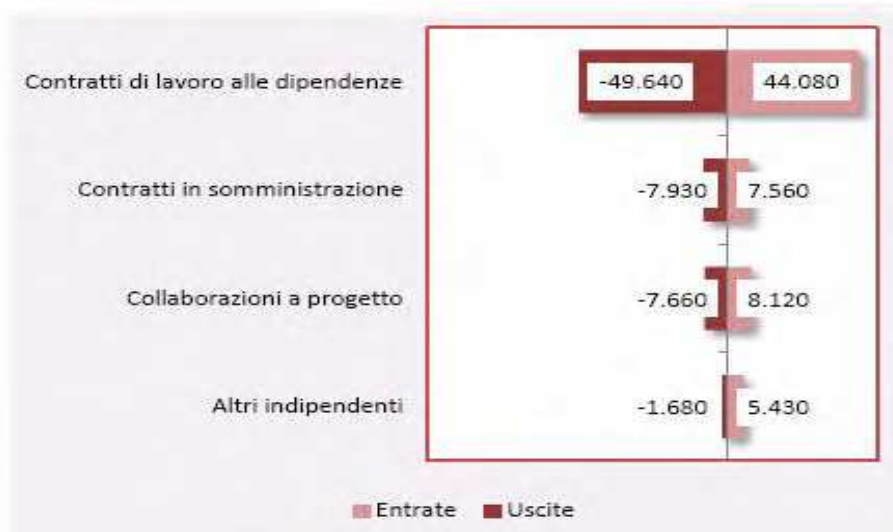 Contratti di lavoro alle dipendenze -49.640 44.080
Contratti in somministrazione -7.930 7.560
Collaborazioni a progetto -7.660 8.120
Altri indipendenti -1.680 5.430
Entrate Uscite